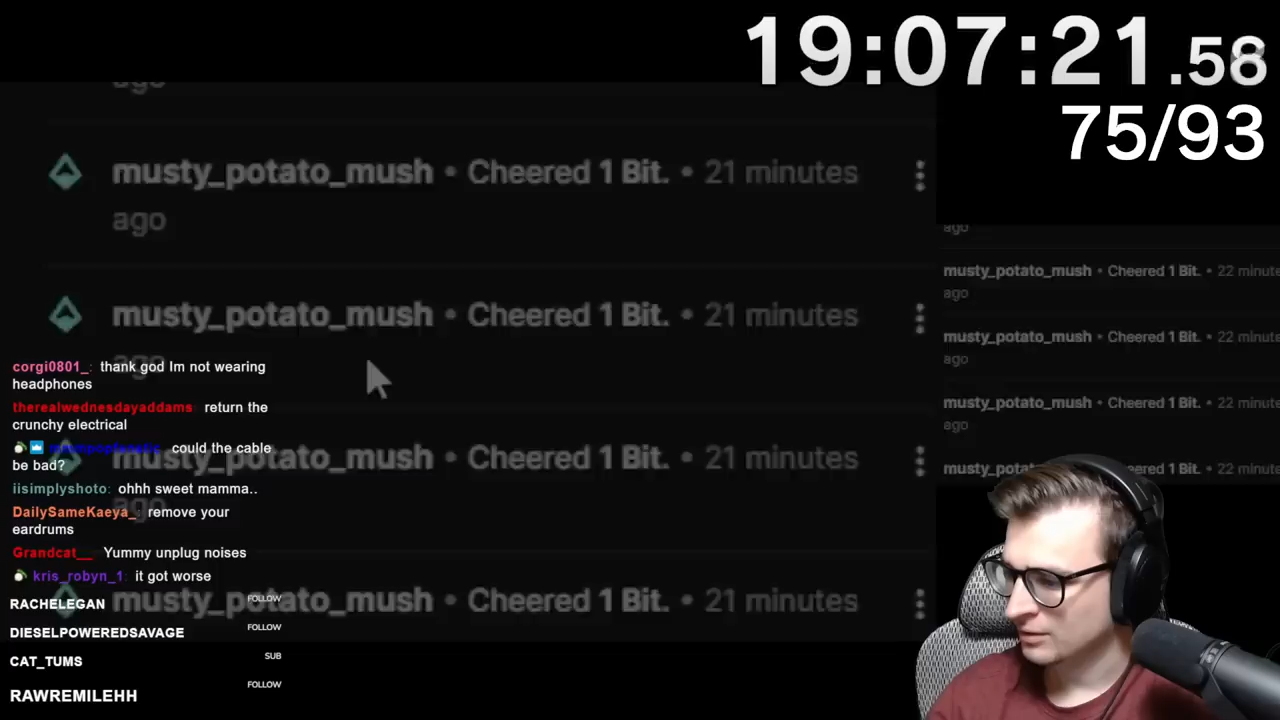 19:07:21.58
75/93
ago
musty_potato_mush • Cheered 1 Bit. • 21 minutes
ago
musty_potato_mush • Cheered 1 Bit. • 21 minutes
ago
musty_potato_mush • Cheered 1 Bit. • 21 minutes
ago
musty_potato_mush • Cheered 1 Bit. • 21 minutes
ago
musty_potato_mush • Cheered 1 Bit. • 22 minute
ago
musty_potato_mush • Cheered 1 Bit. • 22 minute
ago
musty_potato_mush • Cheered 1 Bit. • 22 minute
ago
musty_potato_m eered 1 Bit. • 22 minute
corgi0801_: thank god Im not wearing
headphones
therealwednesdayaddams: return the
crunchy electrical
could the cable
be bad?
iisimplyshoto: ohhh sweet mamma..
DailySameKaeya_: remove your
eardrums
Grandcat__: Yummy unplug noises
kris_robyn_1: it got worse
RACHELEGAN FOLLOW
DIESELPOWEREDSAVAGE FOLLOW
CAT_TUMS SUB
RAWREMILEHH FOLLOW